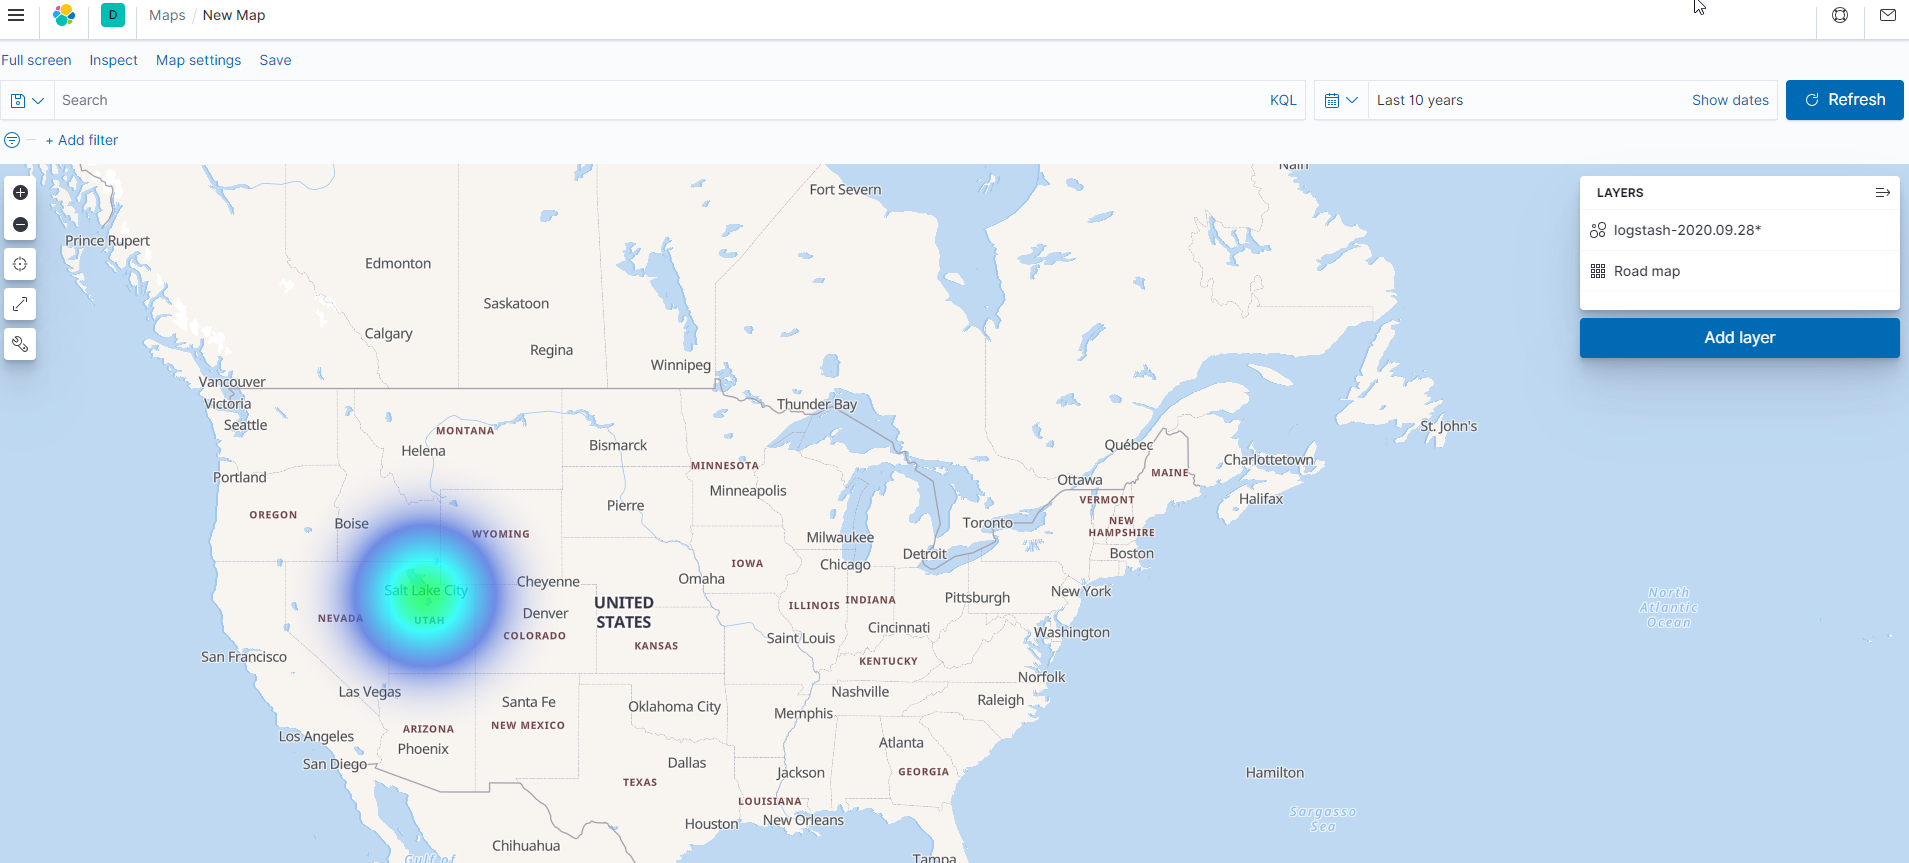 D Maps / New Map
Full screen Inspect Map settings Save
Search KQL Last 10 years Show dates Refresh
+ Add filter
LAYERS
logstash-2020.09.28*
Road map
Add layer
Nain
Fort Severn
Prince Rupert
Edmonton
Saskatoon
Calgary
Regina
Winnipeg
Vancouver
Victoria
Thunder Bay
Seattle
St. John's
MONTANA
Helena
Bismarck
Québec
Charlottetown
MINNESOTA
MAINE
Portland
Ottawa
Minneapolis
VERMONT
Halifax
Pierre
OREGON
Boise
Toronto
NEW
HAMPSHIRE
WYOMING
Milwaukee
Detroit
Boston
Chicago
IOWA
Cheyenne
Omaha
Salt Lake City
New York
Pittsburgh
North
Atlantic
Ocean
UNITED
STATES
ILLINOIS
INDIANA
Denver
NEVADA
UTAH
Cincinnati
Washington
COLORADO
Saint Louis
KANSAS
San Francisco
KENTUCKY
Norfolk
Las Vegas
Nashville
Santa Fe
Raleigh
Oklahoma City
Memphis
NEW MEXICO
ARIZONA
Los Angeles
Phoenix
Atlanta
San Diego
Dallas
Jackson
GEORGIA
Hamilton
TEXAS
LOUISIANA
Houston
New Orleans
Sargasso
Sea
Chihuahua
Gulf of
Tampa